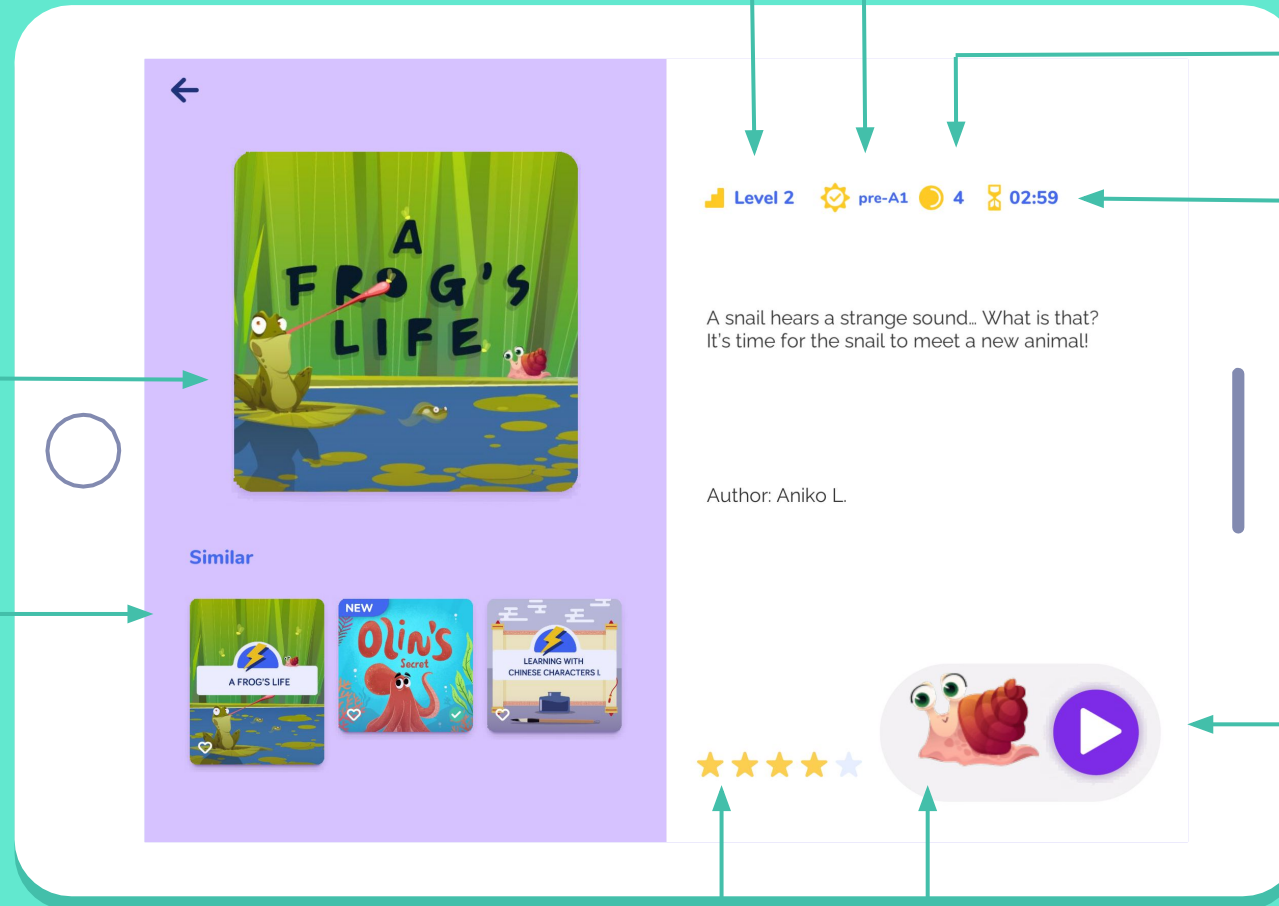 A
FROG'S
LIFE
Similar
A FROG'S LIFE
NEW
Olin's
Secret
LEARNING WITH
CHINESE CHARACTERS I.
Level 2
pre-A1
4
02:59
A snail hears a strange sound... What is that?
It's time for the snail to meet a new animal!
Author: Aniko L.